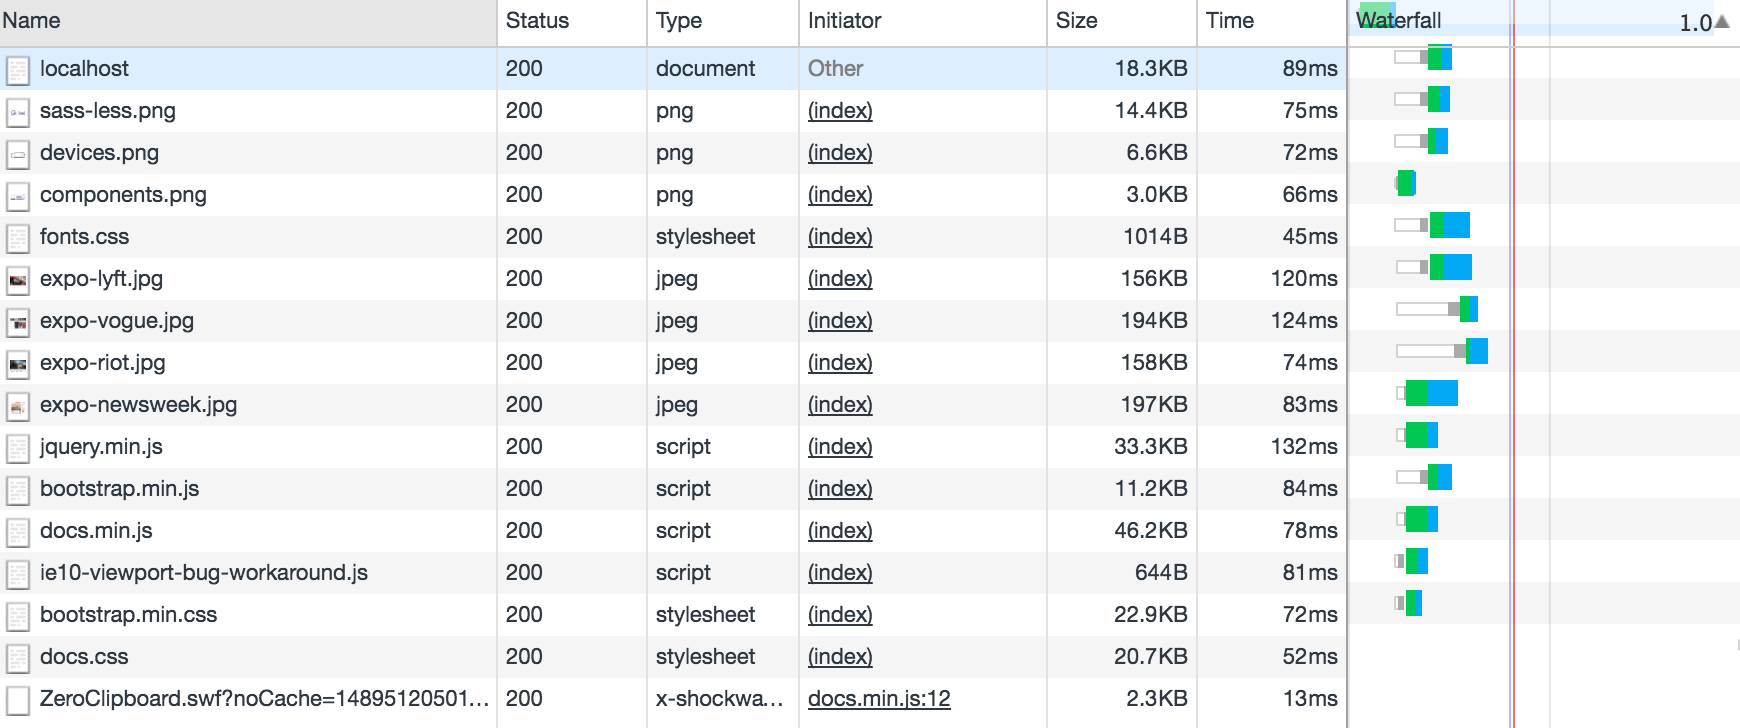 Name Status Type Initiator Size Time Waterfall 1.0▲
localhost 200 document Other 18.3KB 89ms
sass-less.png 200 png (index) 14.4KB 75ms
devices.png 200 png (index) 6.6KB 72ms
components.png 200 png (index) 3.0KB 66ms
fonts.css 200 stylesheet (index) 1014B 45ms
expo-lyft.jpg 200 jpeg (index) 156KB 120ms
expo-vogue.jpg 200 jpeg (index) 194KB 124ms
expo-riot.jpg 200 jpeg (index) 158KB 74ms
expo-newsweek.jpg 200 jpeg (index) 197KB 83ms
jquery.min.js 200 script (index) 33.3KB 132ms
bootstrap.min.js 200 script (index) 11.2KB 84ms
docs.min.js 200 script (index) 46.2KB 78ms
ie10-viewport-bug-workaround.js 200 script (index) 644B 81ms
bootstrap.min.css 200 stylesheet (index) 22.9KB 72ms
docs.css 200 stylesheet (index) 20.7KB 52ms
ZeroClipboard.swf?noCache=14895120501... 200 x-shockwa... docs.min.js:12 2.3KB 13ms